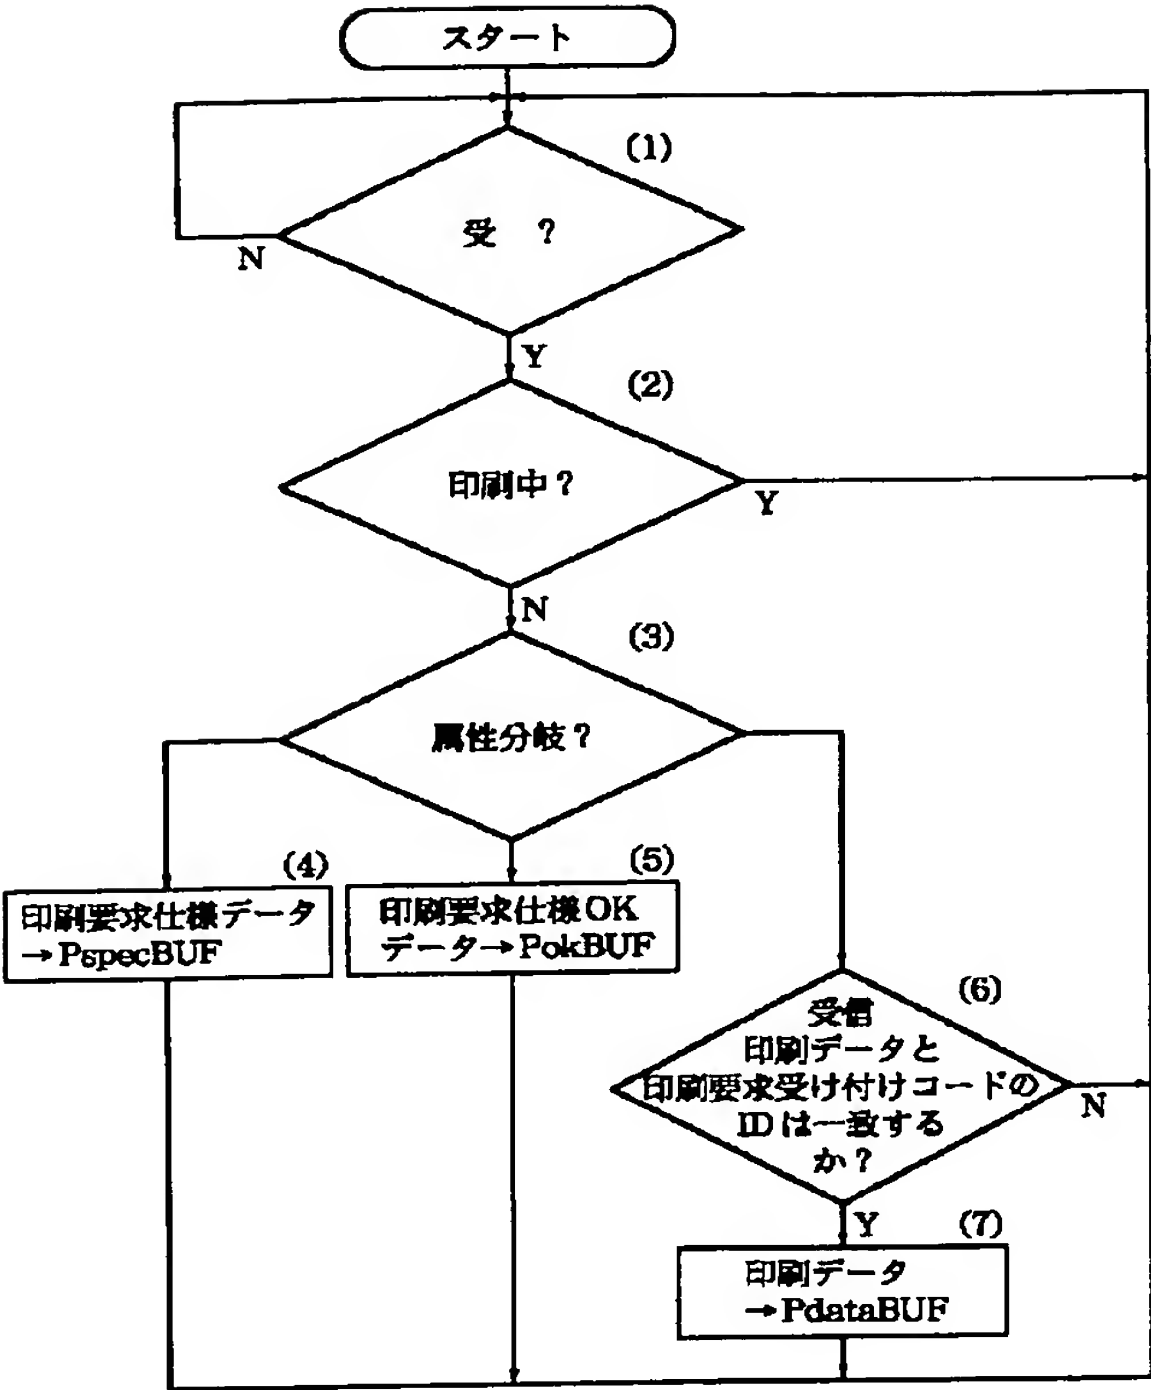 スタート
(1)
受 ?
N
Y
(2)
印刷中?
Y
N
(3)
属性分岐?
(4)
印刷要求仕様データ
→PspecBUF
(5)
印刷要求仕様OK
データ→PokBUF
(6)
受信
印刷データと
印刷要求受け付けコードの
IDは一致する
か?
N
Y
(7)
印刷データ
→PdataBUF